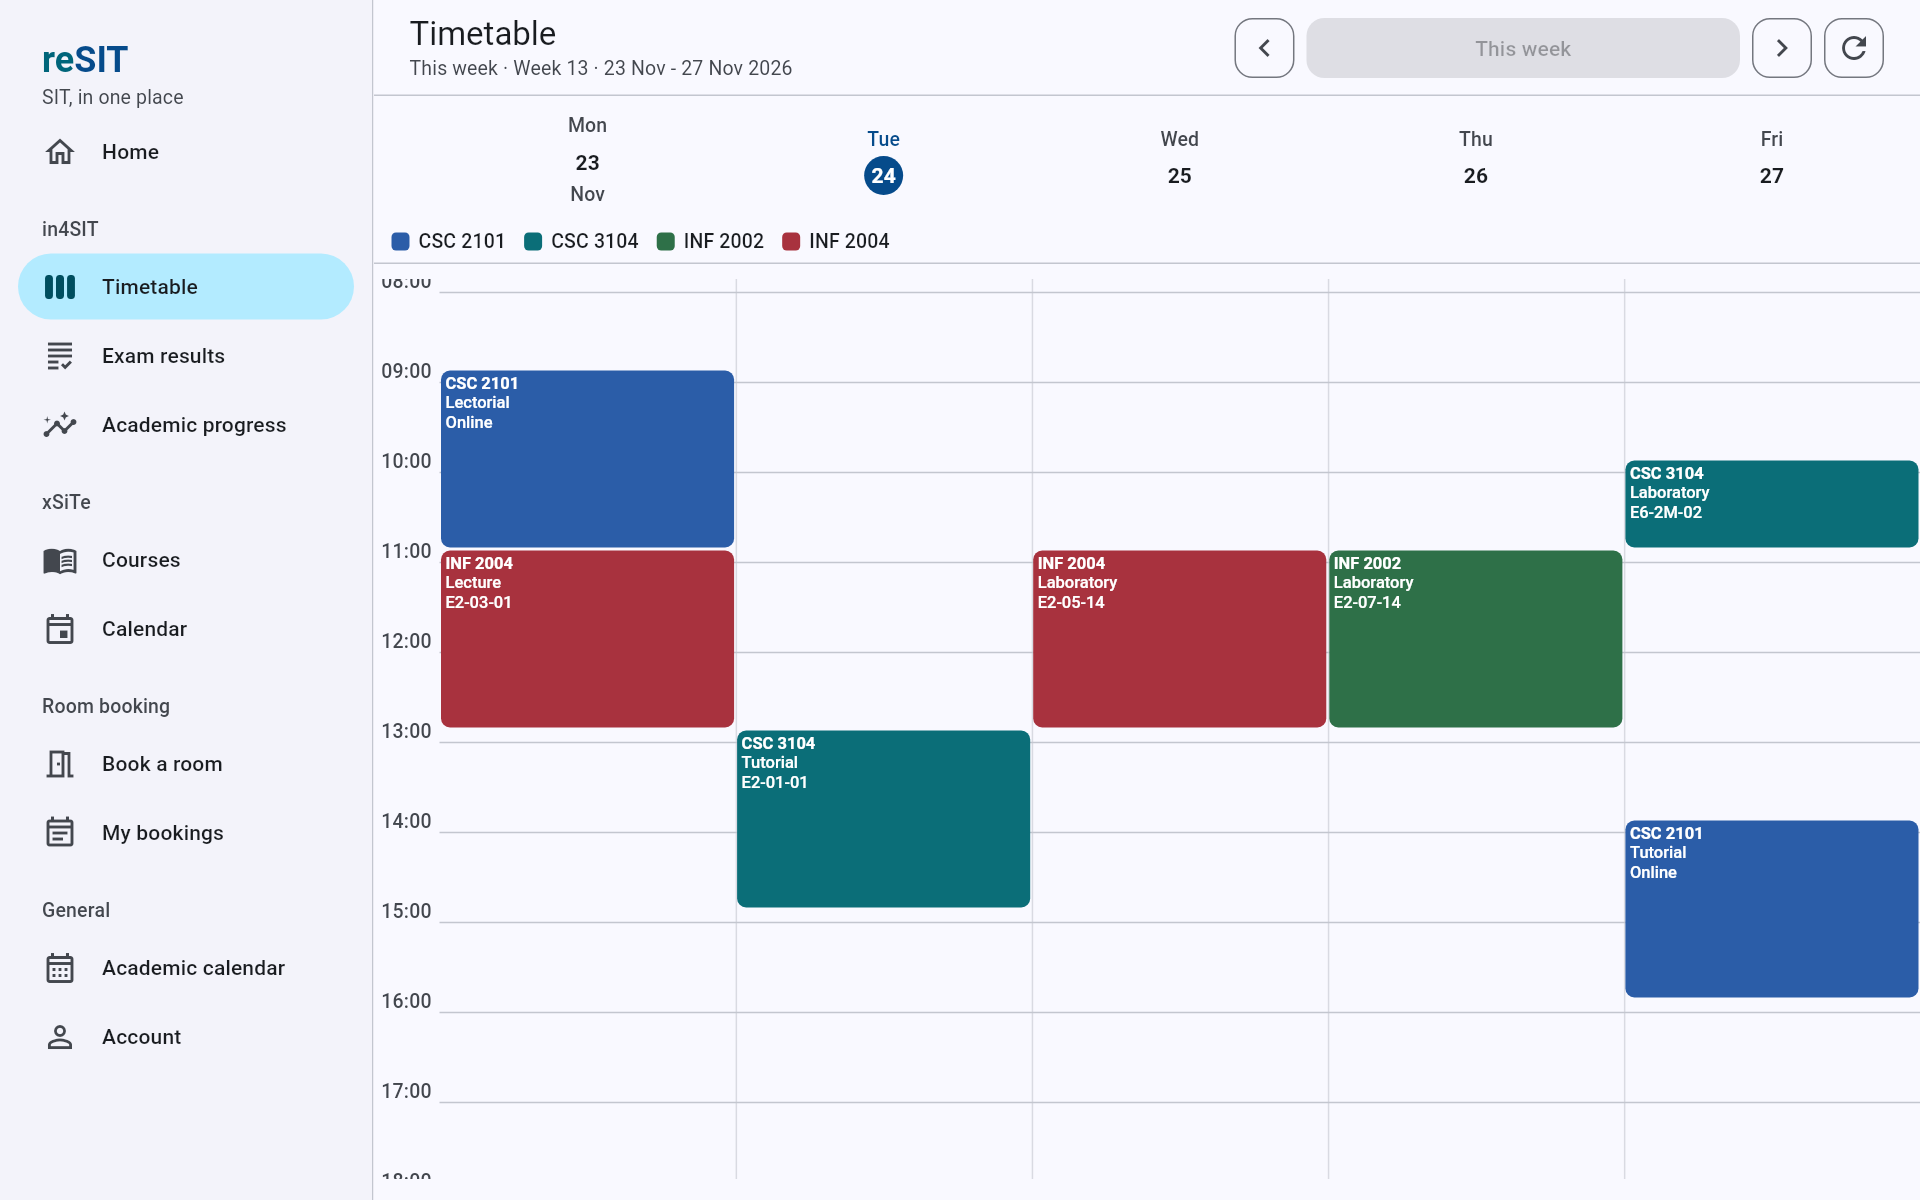 reSIT
SIT, in one place
Home
in4SIT
Timetable
Exam results
Academic progress
xSiTe
Courses
Calendar
Room booking
Book a room
My bookings
General
Academic calendar
Account
Timetable
This week · Week 13 · 23 Nov - 27 Nov 2026
This week
Mon
23
Nov
Tue
24
Wed
25
Thu
26
Fri
27
CSC 2101
CSC 3104
INF 2002
INF 2004
08:00
09:00
10:00
11:00
12:00
13:00
14:00
15:00
16:00
17:00
18:00
CSC 2101
Lectorial
Online
INF 2004
Lecture
E2-03-01
CSC 3104
Tutorial
E2-01-01
INF 2004
Laboratory
E2-05-14
INF 2002
Laboratory
E2-07-14
CSC 3104
Laboratory
E6-2M-02
CSC 2101
Tutorial
Online